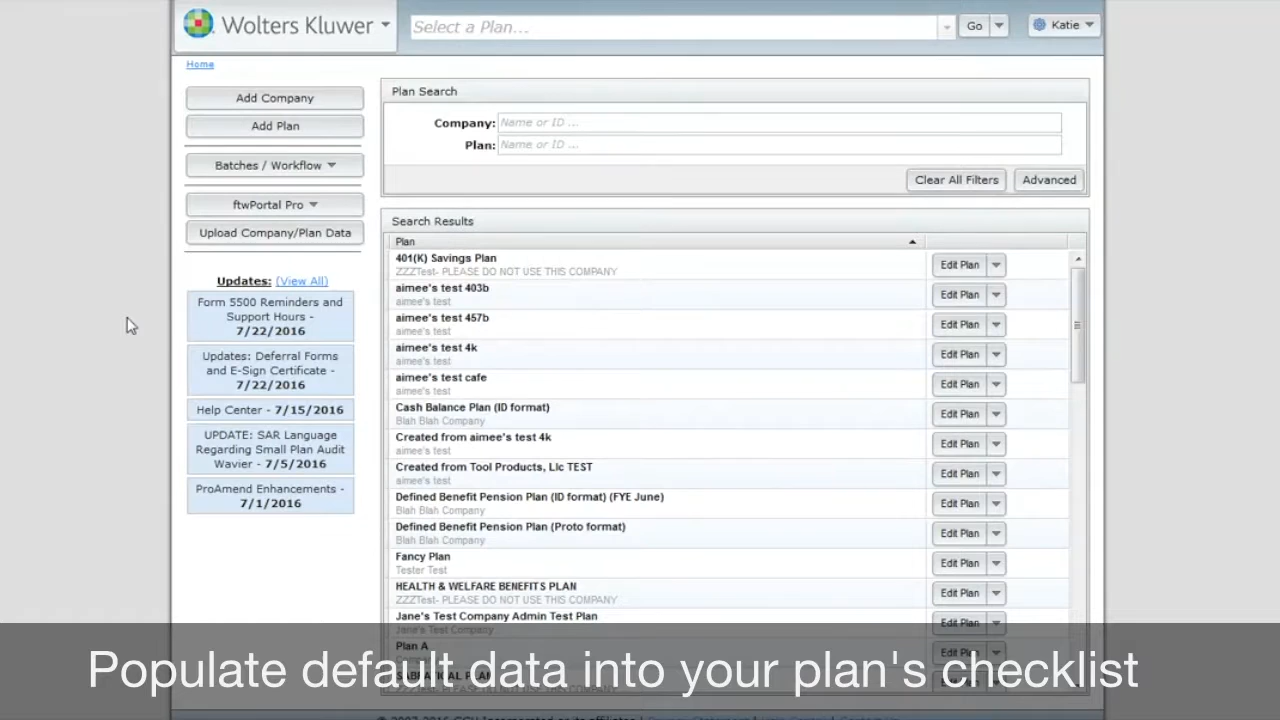 Wolters Kluwer
Select a Plan...
Go
Katie
Home
Add Company
Add Plan
Batches / Workflow
ftwPortal Pro
Upload Company/Plan Data
Updates: (View All)
Form 5500 Reminders and
Support Hours -
7/22/2016
Updates: Deferral Forms
and E-Sign Certificate -
7/22/2016
Help Center - 7/15/2016
UPDATE: SAR Language
Regarding Small Plan Audit
Wavier - 7/5/2016
ProAmend Enhancements -
7/1/2016
Plan Search
Company: Name or ID ...
Plan: Name or ID ...
Clear All Filters Advanced
Search Results
Plan
401(K) Savings Plan
ZZZTest- PLEASE DO NOT USE THIS COMPANY
Edit Plan
aimee's test 403b
aimee's test
Edit Plan
aimee's test 457b
aimee's test
Edit Plan
aimee's test 4k
aimee's test
Edit Plan
aimee's test cafe
aimee's test
Edit Plan
Cash Balance Plan (ID format)
Blah Blah Company
Edit Plan
Created from aimee's test 4k
aimee's test
Edit Plan
Created from Tool Products, Llc TEST
aimee's test
Edit Plan
Defined Benefit Pension Plan (ID format) (FYE June)
Blah Blah Company
Edit Plan
Defined Benefit Pension Plan (Proto format)
Blah Blah Company
Edit Plan
Fancy Plan
Tester Test
Edit Plan
HEALTH & WELFARE BENEFITS PLAN
ZZZTest- PLEASE DO NOT USE THIS COMPANY
Edit Plan
Jane's Test Company Admin Test Plan
Jane's Test Company
Edit Plan
Plan A
Edit Plan
Populate default data into your plan's checklist